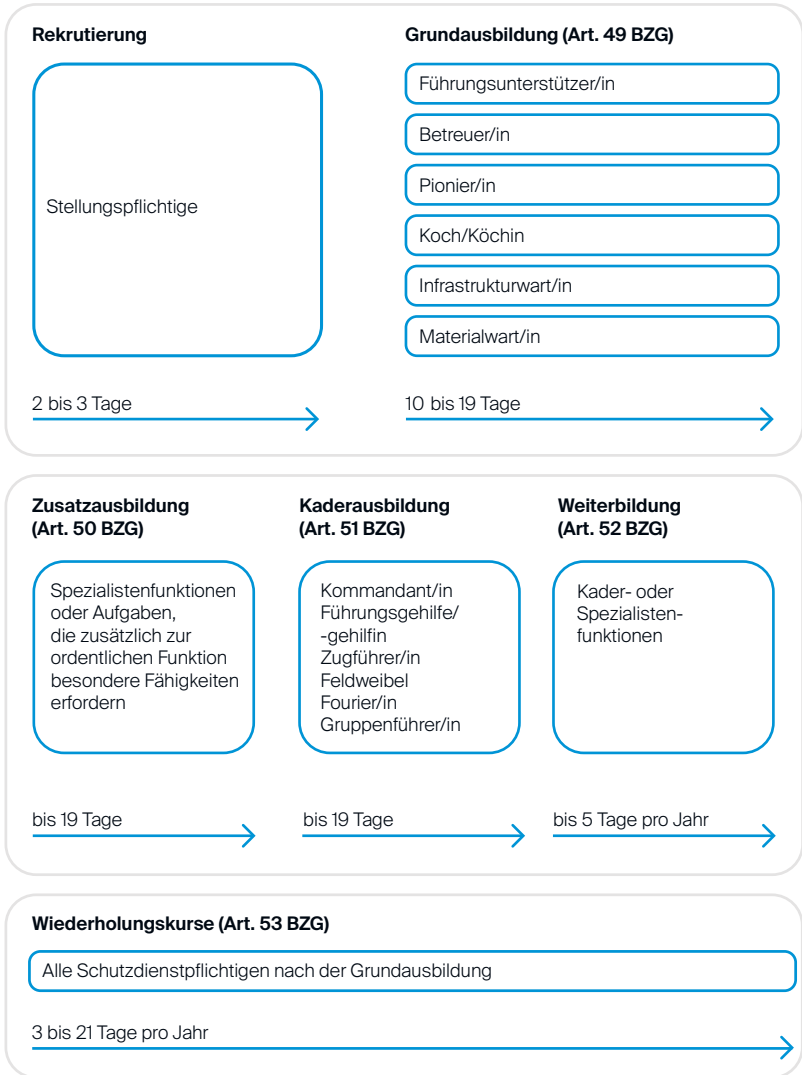 Rekrutierung
Stellungspflichtige
2 bis 3 Tage
Grundausbildung (Art. 49 BZG)
Führungsunterstützer/in
Betreuer/in
Pionier/in
Koch/Köchin
Infrastrukturwart/in
Materialwart/in
10 bis 19 Tage
Zusatzausbildung
(Art. 50 BZG)
Spezialistenfunktionen
oder Aufgaben,
die zusätzlich zur
ordentlichen Funktion
besondere Fähigkeiten
erfordern
bis 19 Tage
Kaderausbildung
(Art. 51 BZG)
Kommandant/in
Führungsgehilfe/
-gehilfin
Zugführer/in
Feldweibel
Fourier/in
Gruppenführer/in
bis 19 Tage
Weiterbildung
(Art. 52 BZG)
Kader- oder
Spezialisten-
funktionen
bis 5 Tage pro Jahr
Wiederholungskurse (Art. 53 BZG)
Alle Schutzdienstpflichtigen nach der Grundausbildung
3 bis 21 Tage pro Jahr